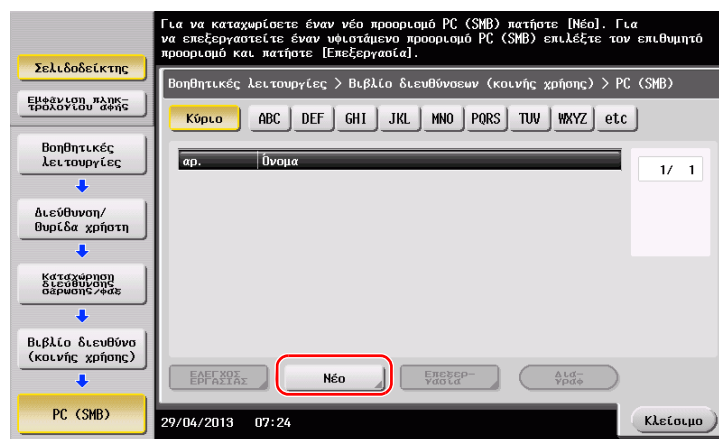 Για να καταχωρίσετε έναν νέο προορισμό PC (SMB) πατήστε [Νέο]. Για
να επεξεργαστείτε έναν υφιστάμενο προορισμό PC (SMB) επιλέξτε τον επιθυμητό
προορισμό και πατήστε [Επεξεργασία].
Σελιδοδείκτης
Εμφάνιση πληκ-
τρολογίου αφής
Βοηθητικές
λειτουργίες
Διεύθυνση/
Θυρίδα χρήστη
Καταχώρηση
διεύθυνσης
σάρωσης/φαξ
Βιβλίο διευθύνσ
(κοινής χρήσης)
PC (SMB)
Βοηθητικές λειτουργίες > Βιβλίο διευθύνσεων (κοινής χρήσης) > PC (SMB)
Κύριο ABC DEF GHI JKL MNO PQRS TUV WXYZ etc
αρ. Όνομα
1/ 1
ΕΛΕΓΧΟΣ
ΕΡΓΑΣΙΑΣ
Νέο
Επεξερ-
γασία
Δια-
γραφ
29/04/2013 07:24
Κλείσιμο